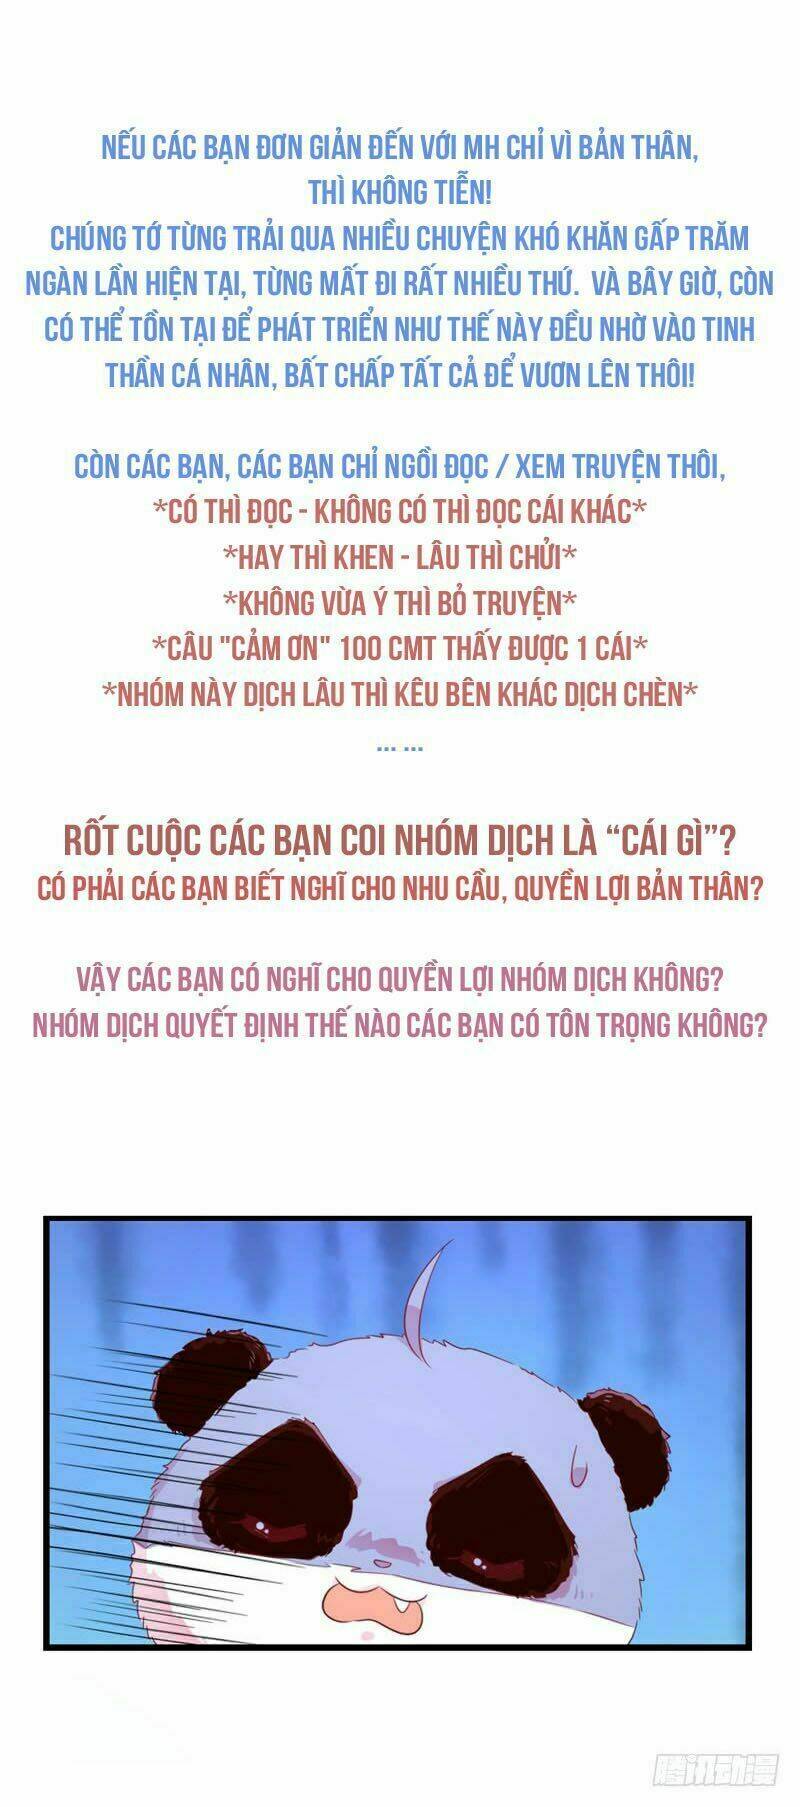 NẾU CÁC BẠN ĐƠN GIẢN ĐẾN VỚI MH CHỈ VÌ BẢN THÂN,
THÌ KHÔNG TIỄN!
CHÚNG TỚ TỪNG TRẢI QUA NHIỀU CHUYỆN KHÓ KHĂN GẤP TRĂM
NGÀN LẦN HIỆN TẠI, TỪNG MẤT ĐI RẤT NHIỀU THỨ. VÀ BÂY GIỜ, CÒN
CÓ THỂ TỒN TẠI ĐỂ PHÁT TRIỂN NHƯ THẾ NÀY ĐỀU NHỜ VÀO TINH
THẦN CÁ NHÂN, BẤT CHẤP TẤT CẢ ĐỂ VƯƠN LÊN THÔI!
CÒN CÁC BẠN, CÁC BẠN CHỈ NGỒI ĐỌC / XEM TRUYỆN THÔI,
*CÓ THÌ ĐỌC - KHÔNG CÓ THÌ ĐỌC CÁI KHÁC*
*HAY THÌ KHEN - LÂU THÌ CHỬI*
*KHÔNG VỪA Ý THÌ BỎ TRUYỆN*
*CÂU "CẢM ƠN" 100 CMT THẤY ĐƯỢC 1 CÁI*
*NHÓM NÀY DỊCH LÂU THÌ KÊU BÊN KHÁC DỊCH CHÈN*
... ...
RỐT CUỘC CÁC BẠN COI NHÓM DỊCH LÀ “CÁI GÌ”?
CÓ PHẢI CÁC BẠN BIẾT NGHĨ CHO NHU CẦU, QUYỀN LỢI BẢN THÂN?
VẬY CÁC BẠN CÓ NGHĨ CHO QUYỀN LỢI NHÓM DỊCH KHÔNG?
NHÓM DỊCH QUYẾT ĐỊNH THẾ NÀO CÁC BẠN CÓ TÔN TRỌNG KHÔNG?
腾讯动漫